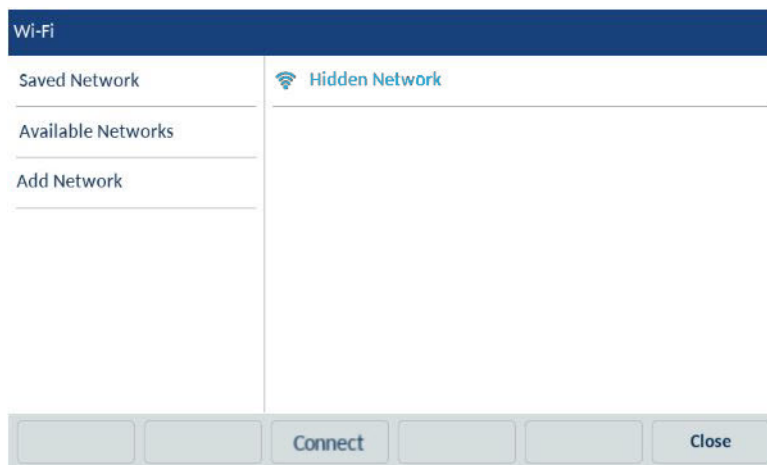 Wi-Fi
Saved Network
Hidden Network
Available Networks
Add Network
Connect
Close